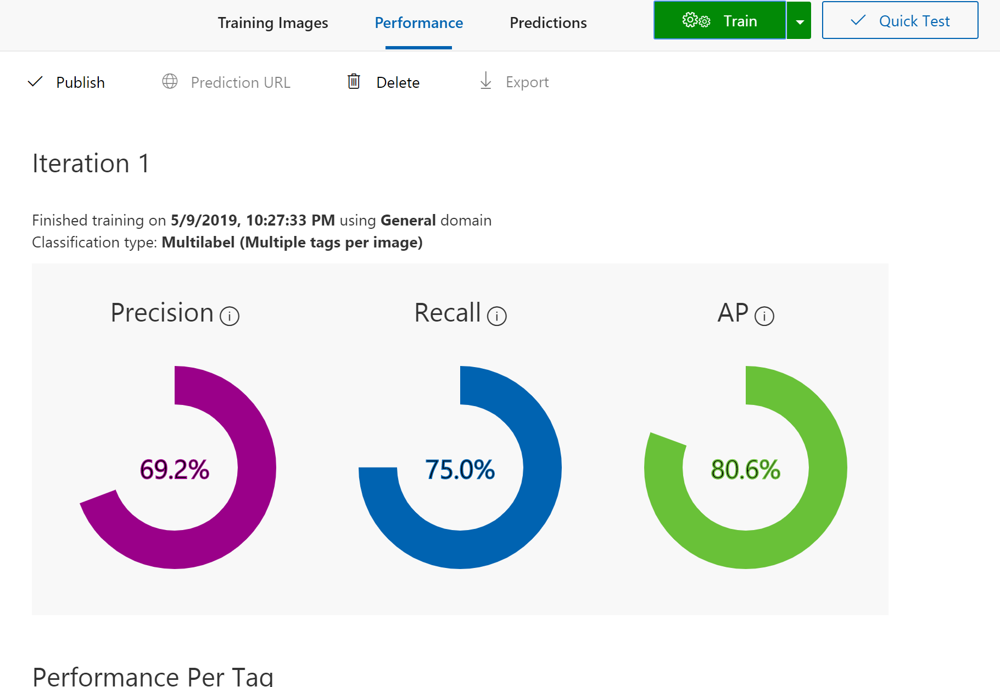 Training Images Performance Predictions Train Quick Test
Publish Prediction URL Delete Export
Iteration 1
Finished training on 5/9/2019, 10:27:33 PM using General domain
Classification type: Multilabel (Multiple tags per image)
Precision Recall AP
69.2% 75.0% 80.6%
Performance Per Tag